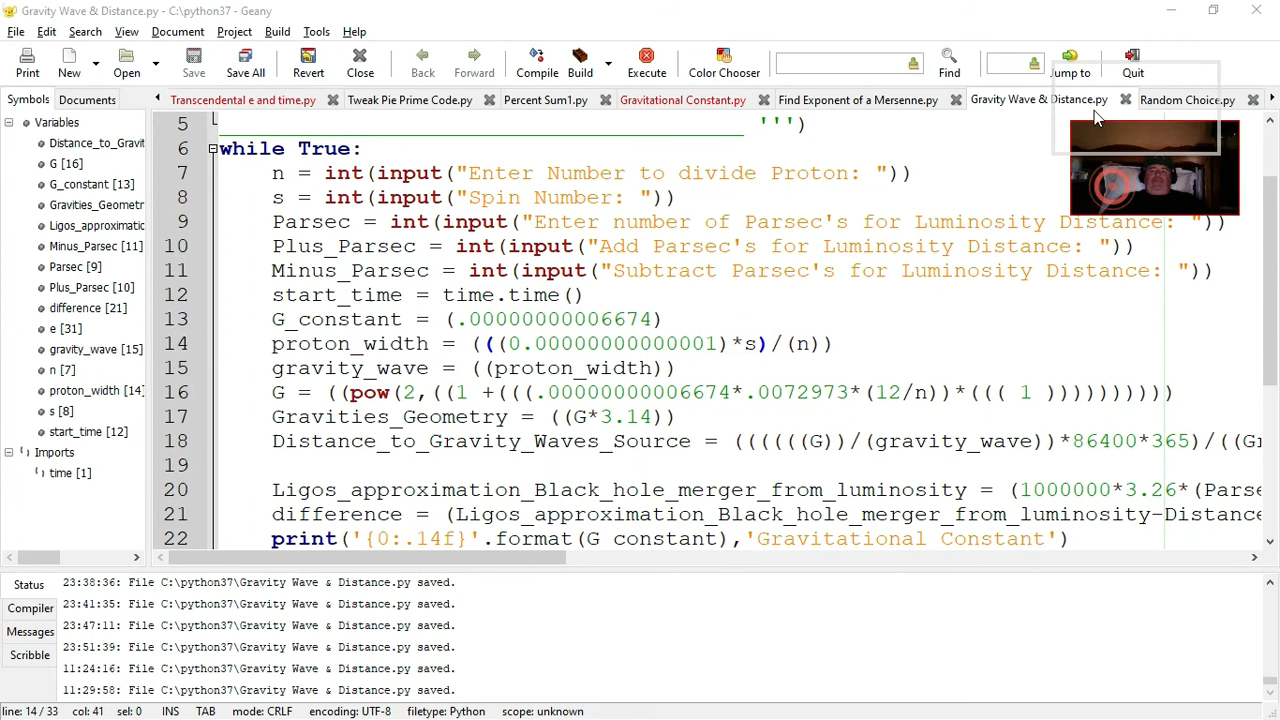 Gravity Wave & Distance.py - C:\python37 - Geany
File Edit Search View Document Project Build Tools Help
Print New Open Save Save All Revert Close Back Forward Compile Build Execute Color Chooser Find Jump to Quit
Symbols Documents Transcendental e and time.py Tweak Pie Prime Code.py Percent Sum1.py Gravitational Constant.py Find Exponent of a Mersenne.py Gravity Wave & Distance.py Random Choice.py
Variables
Distance_to_Gravit
G [16]
G_constant [13]
Gravities_Geometr
Ligos_approximatic
Minus_Parsec [11]
Parsec [9]
Plus_Parsec [10]
difference [21]
e [31]
gravity_wave [15]
n [7]
proton_width [14]
s [8]
start_time [12]
Imports
time [1]
5 ________________________________________ ''')
6 while True:
7 n = int(input("Enter Number to divide Proton: "))
8 s = int(input("Spin Number: "))
9 Parsec = int(input("Enter number of Parsec's for Luminosity Distance: "))
10 Plus_Parsec = int(input("Add Parsec's for Luminosity Distance: "))
11 Minus_Parsec = int(input("Subtract Parsec's for Luminosity Distance: "))
12 start_time = time.time()
13 G_constant = (.00000000006674)
14 proton_width = (((0.00000000000001)*s)/(n))
15 gravity_wave = ((proton_width))
16 G = ((pow(2,((1 +(((.00000000006674*.0072973*(12/n))*((( 1 ))))))))))
17 Gravities_Geometry = ((G*3.14))
18 Distance_to_Gravity_Waves_Source = ((((((G))/(gravity_wave))*86400*365)/((Gr
19
20 Ligos_approximation_Black_hole_merger_from_luminosity = (1000000*3.26*(Parse
21 difference = (Ligos_approximation_Black_hole_merger_from_luminosity-Distance
22 print('{0:.14f}'.format(G_constant),'Gravitational Constant')
Status
Compiler
Messages
Scribble
23:38:36: File C:\python37\Gravity Wave & Distance.py saved.
23:41:35: File C:\python37\Gravity Wave & Distance.py saved.
23:47:11: File C:\python37\Gravity Wave & Distance.py saved.
23:51:39: File C:\python37\Gravity Wave & Distance.py saved.
11:24:16: File C:\python37\Gravity Wave & Distance.py saved.
11:29:58: File C:\python37\Gravity Wave & Distance.py saved.
line: 14 / 33 col: 41 sel: 0 INS TAB mode: CRLF encoding: UTF-8 filetype: Python scope: unknown